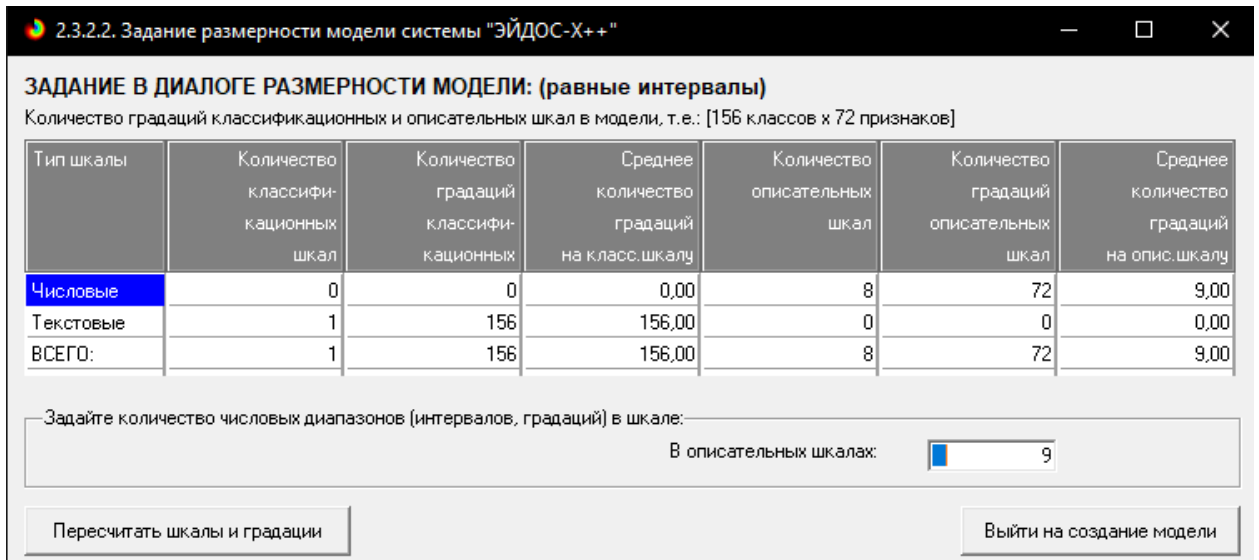 2.3.2.2. Задание размерности модели системы "ЭЙДОС-X++"
ЗАДАНИЕ В ДИАЛОГЕ РАЗМЕРНОСТИ МОДЕЛИ: (равные интервалы)
Количество градаций классификационных и описательных шкал в модели, т.е.: [156 классов x 72 признаков]
Тип шкалы Количество Количество Среднее Количество Количество Среднее
классифи- градаций количество описательных градаций количество
кационных классифи- градаций шкал описательных градаций
шкал кационных на класс.шкалу шкал на опис.шкалу
Числовые 0 0 0,00 8 72 9,00
Текстовые 1 156 156,00 0 0 0,00
ВСЕГО: 1 156 156,00 8 72 9,00
Задайте количество числовых диапазонов (интервалов, градаций) в шкале:
В описательных шкалах: 9
Пересчитать шкалы и градации Выйти на создание модели